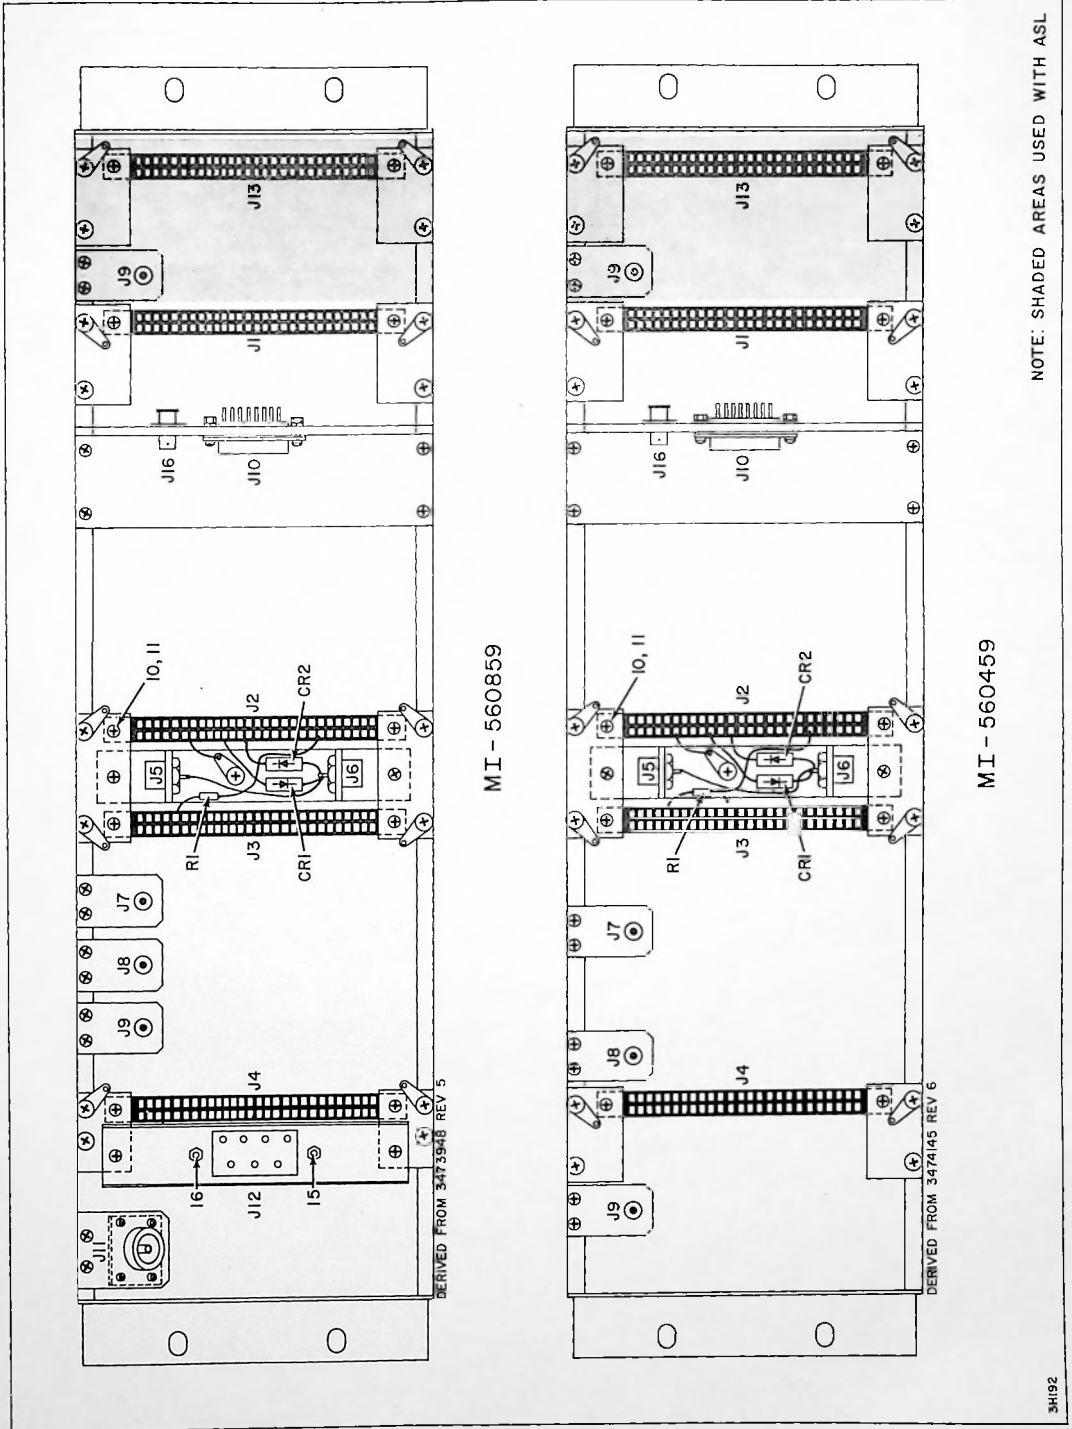 J11
16
J12
15
J4
J9
J8
J7
J3
R1
CR1
J5
J6
J2
CR2
10, 11
J16
J10
J1
J9
J13
DERIVED FROM 3473948 REV 5
MI-560859
J9
J4
J8
J7
J3
R1
CR1
J5
J6
J2
CR2
10, 11
J16
J10
J1
J9
J13
DERIVED FROM 3474145 REV 6
MI-560459
NOTE: SHADED AREAS USED WITH ASL
3H192